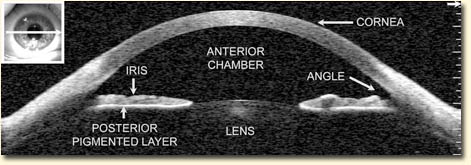 CORNEA
ANTERIOR
CHAMBER
IRIS
ANGLE
POSTERIOR
PIGMENTED LAYER
LENS